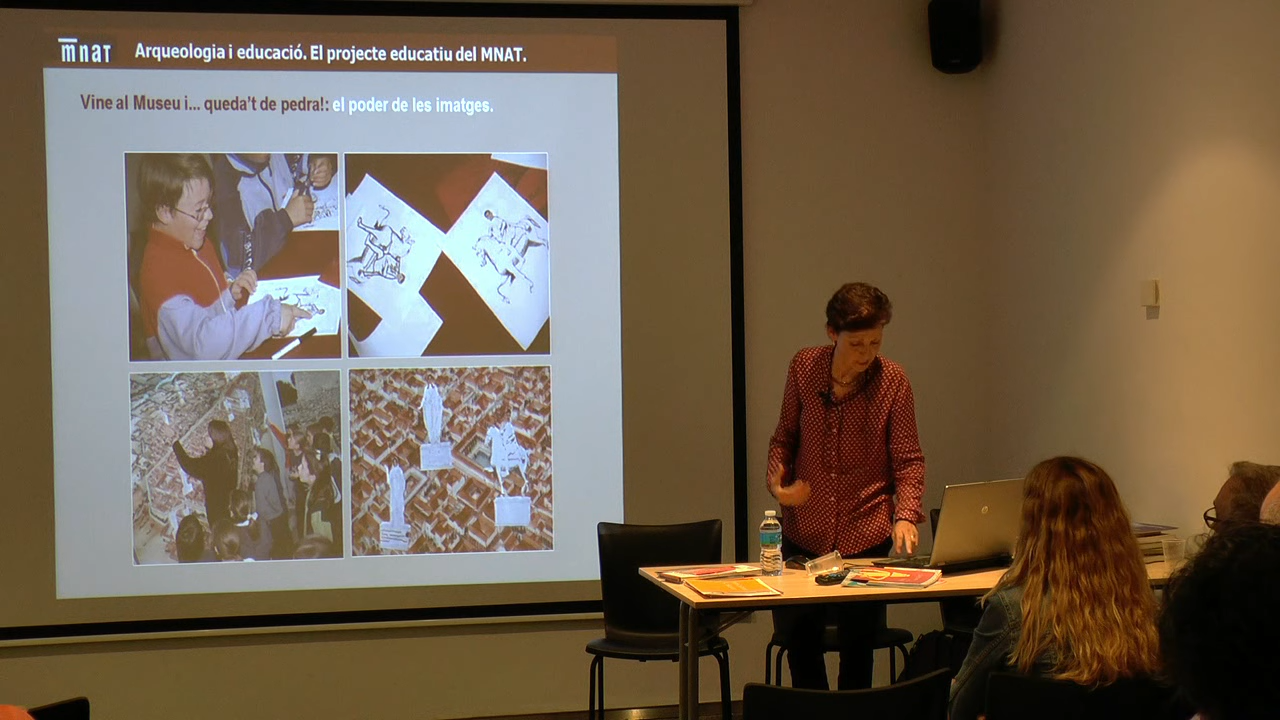 mnat
Arqueologia i educació. El projecte educatiu del MNAT.
Vine al Museu i... queda't de pedra!: el poder de les imatges.